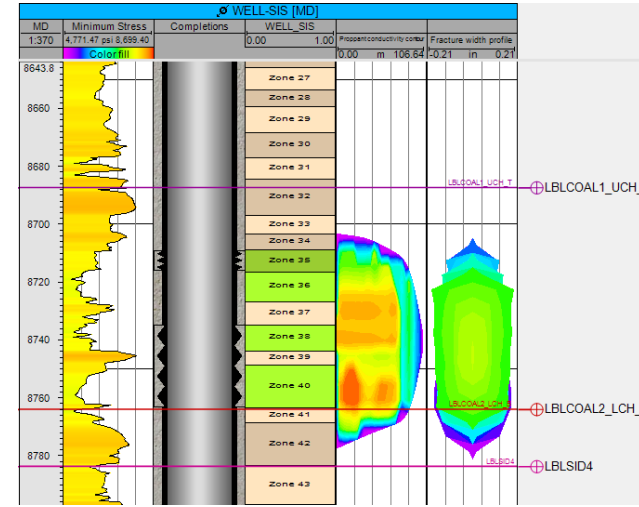 WELL-SIS [MD]
MD Minimum Stress Completions WELL_SIS
1:370 4,771.47 psi 8,699.40 0.00 1.00 Proppant conductivity contour Fracture width profile
Color fill 0.00 m 106.64 -0.21 in 0.21
8643.8
Zone 27
Zone 28
8660
Zone 29
Zone 30
8680
Zone 31
LBLCOAL1_UCH_T LBLCOAL1_UCH_
Zone 32
8700
Zone 33
Zone 34
Zone 35
8720
Zone 36
Zone 37
8740
Zone 38
Zone 39
8760
Zone 40
LBLCOAL2_LCH_ LBLCOAL2_LCH_
Zone 41
Zone 42
8780
LBLSID4 LBLSID4
Zone 43